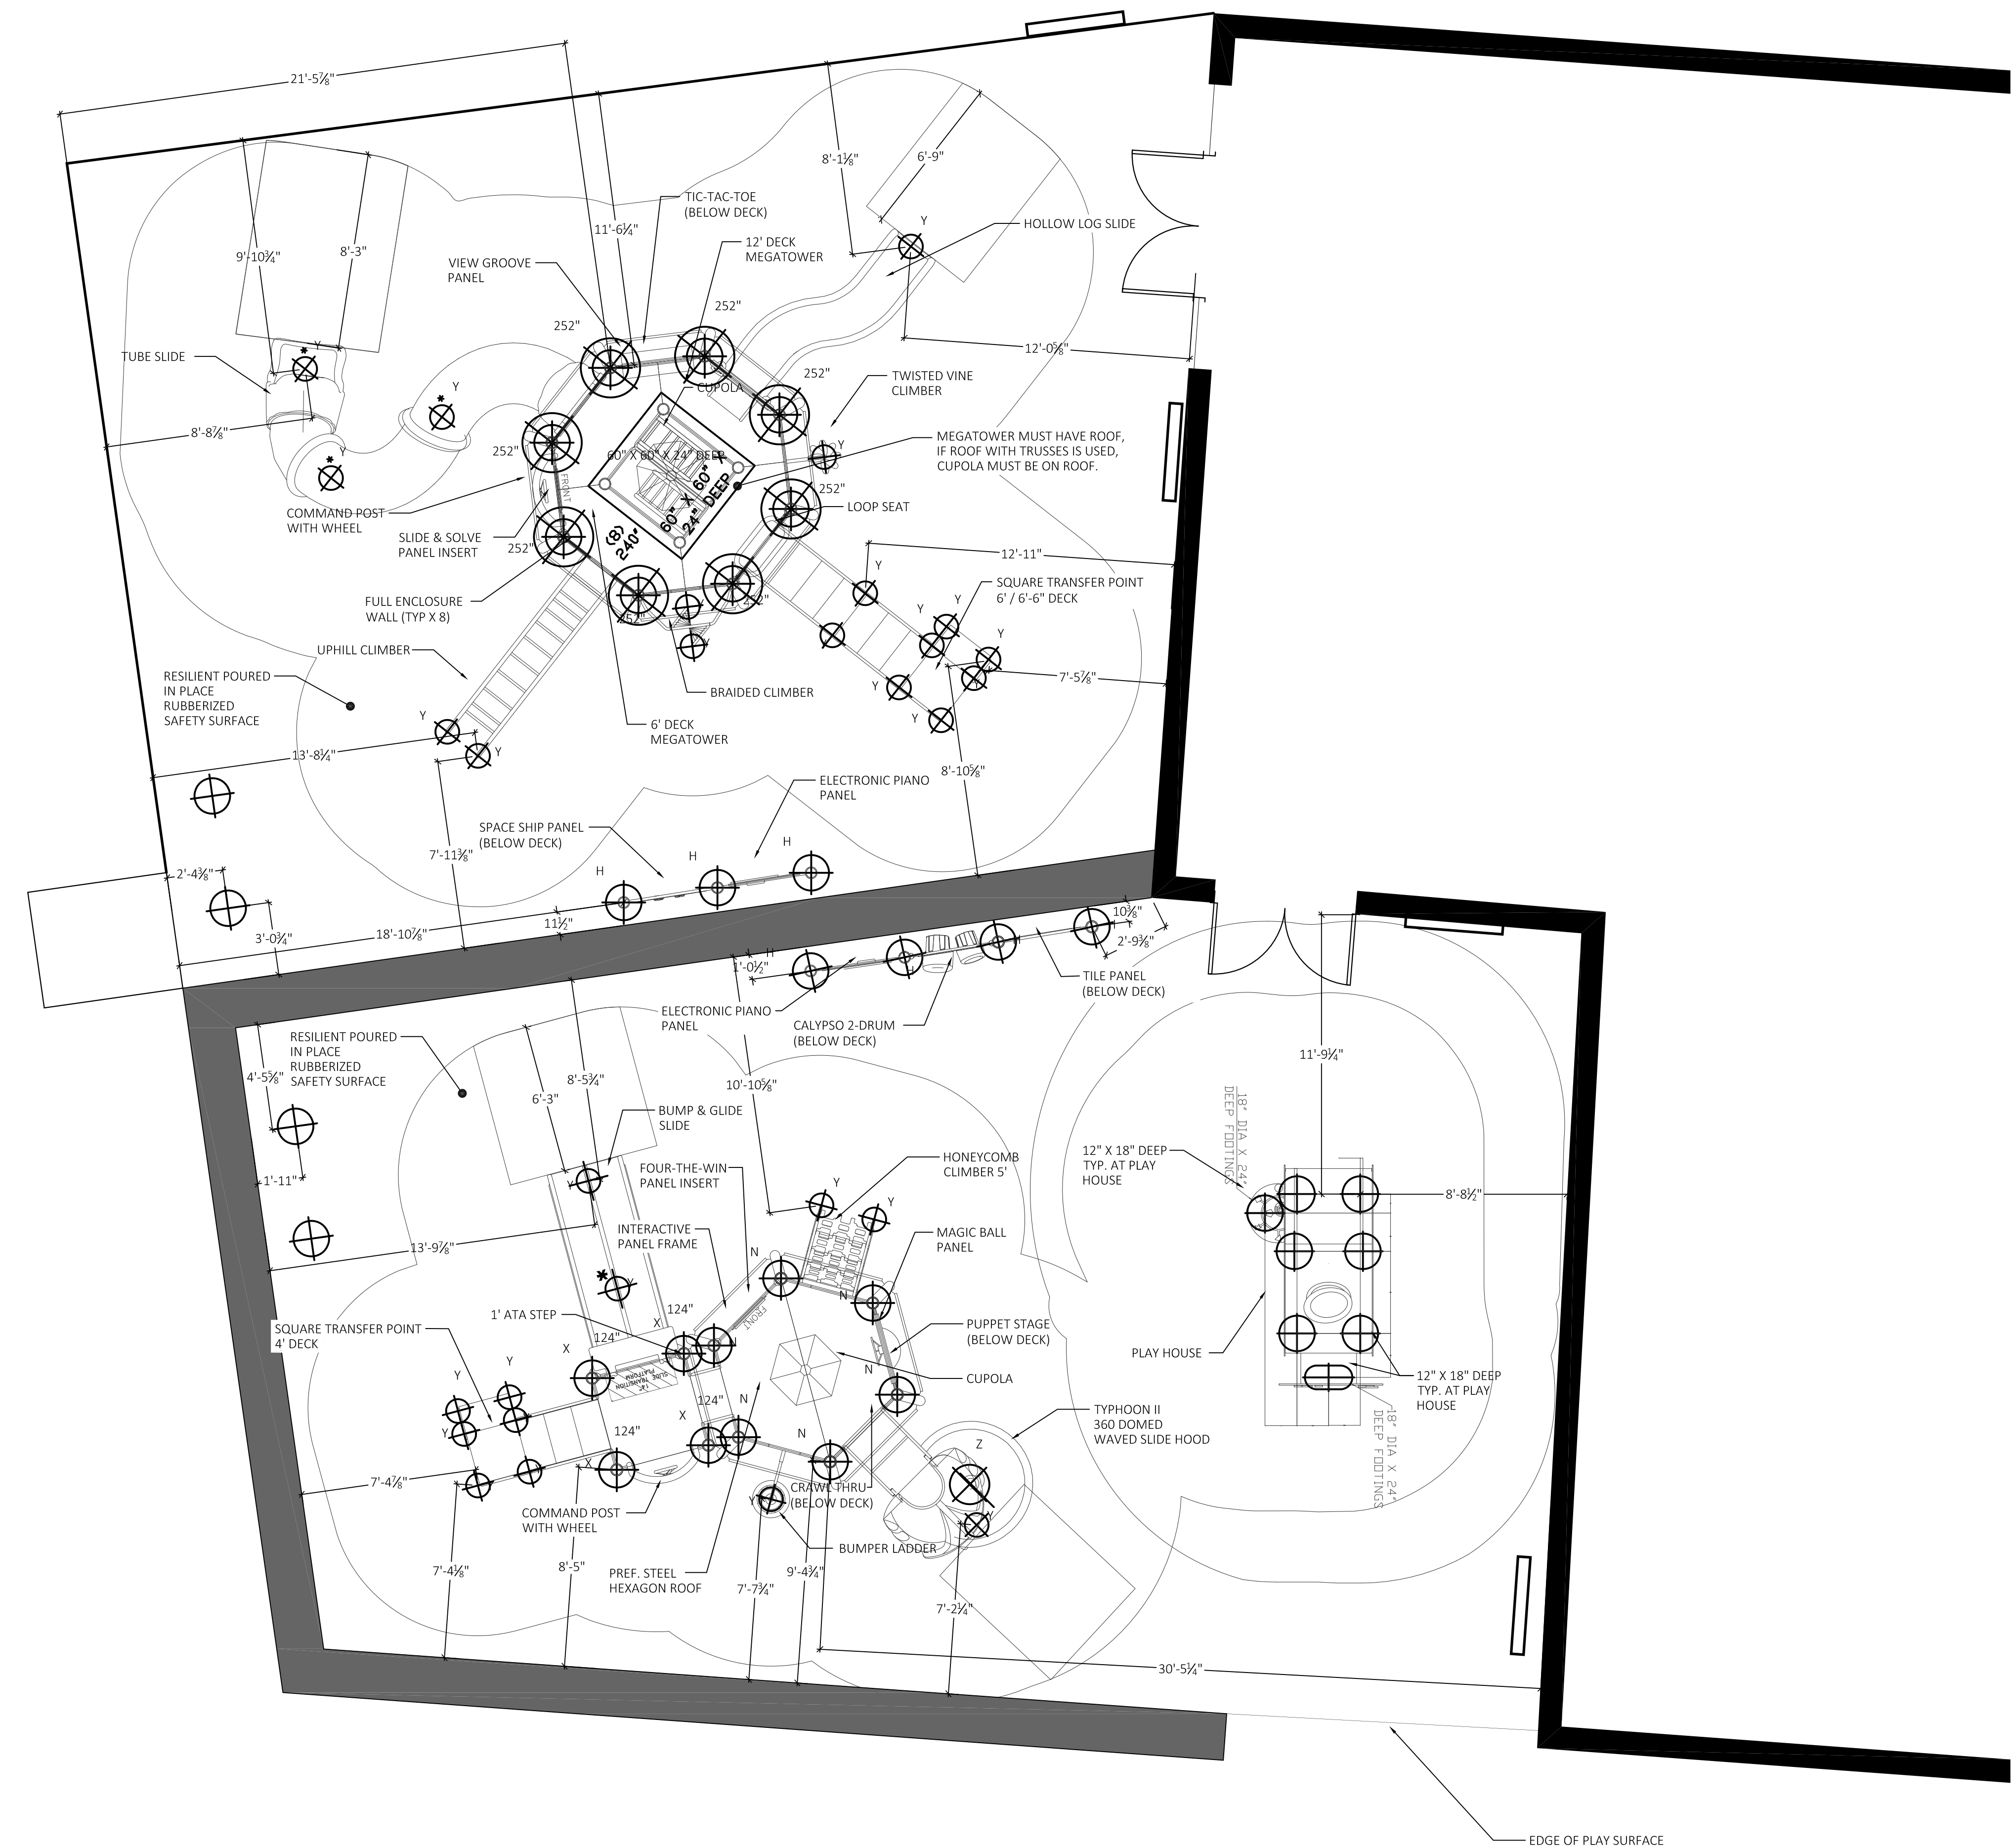 21'-5⅞"
TIC-TAC-TOE
(BELOW DECK)
8'-1⅛"
6'-9"
Y
HOLLOW LOG SLIDE
11'-6¼"
12' DECK
MEGATOWER
9'-10¾"
8'-3"
VIEW GROOVE
PANEL
252"
252"
TUBE SLIDE
*
Y
12'-0⅝"
252"
TWISTED VINE
CLIMBER
CUPOLA
Y
*
8'-8⅞"
MEGATOWER MUST HAVE ROOF,
IF ROOF WITH TRUSSES IS USED,
CUPOLA MUST BE ON ROOF.
Y
252"
60" X 60" X 24" DEEP
60" X 60" X
24" DEEP
Y
*
FRONT
252"
COMMAND POST
WITH WHEEL
LOOP SEAT
SLIDE & SOLVE
PANEL INSERT
(8)
240"
252"
12'-11"
Y
SQUARE TRANSFER POINT
6' / 6'-6" DECK
FULL ENCLOSURE
WALL (TYP X 8)
252"
252"
Y
Y
Y
Y
Y
UPHILL CLIMBER
RESILIENT POURED
IN PLACE
RUBBERIZED
SAFETY SURFACE
7'-5⅞"
Y
Y
BRAIDED CLIMBER
Y
Y
Y
6' DECK
MEGATOWER
13'-8¼"
8'-10⅝"
ELECTRONIC PIANO
PANEL
SPACE SHIP PANEL
(BELOW DECK)
7'-11⅜"
H
H
H
2'-4⅜"
11½"
10⅜"
3'-0¾"
18'-10⅞"
2'-9⅜"
H
H
H
H
1'-0½"
TILE PANEL
(BELOW DECK)
ELECTRONIC PIANO
PANEL
CALYPSO 2-DRUM
(BELOW DECK)
RESILIENT POURED
IN PLACE
RUBBERIZED
SAFETY SURFACE
11'-9¼"
4'-5⅝"
8'-5¾"
10'-10⅝"
6'-3"
18" DIA X 24"
DEEP FOOTINGS
BUMP & GLIDE
SLIDE
HONEYCOMB
CLIMBER 5'
12" X 18" DEEP
TYP. AT PLAY
HOUSE
FOUR-THE-WIN
PANEL INSERT
1'-11"
Y
Y
Y
8'-8½"
INTERACTIVE
PANEL FRAME
MAGIC BALL
PANEL
13'-9⅞"
N
*
Y
N
1' ATA STEP
124"
FRONT
SQUARE TRANSFER POINT
4' DECK
X
124"
PUPPET STAGE
(BELOW DECK)
N
X
PLAY HOUSE
Y
Y
SLIDE TRANSITION
PLATFORM
14"
N
CUPOLA
12" X 18" DEEP
TYP. AT PLAY
HOUSE
124"
N
X
TYPHOON II
360 DOMED
WAVED SLIDE HOOD
18" DIA X 24"
DEEP FOOTINGS
Y
124"
N
Z
X
7'-4⅞"
CRAWL THRU
(BELOW DECK)
Y
COMMAND POST
WITH WHEEL
Y
BUMPER LADDER
7'-4⅛"
8'-5"
PREF. STEEL
HEXAGON ROOF
7'-7¾"
9'-4¾"
7'-2¼"
30'-5¼"
EDGE OF PLAY SURFACE